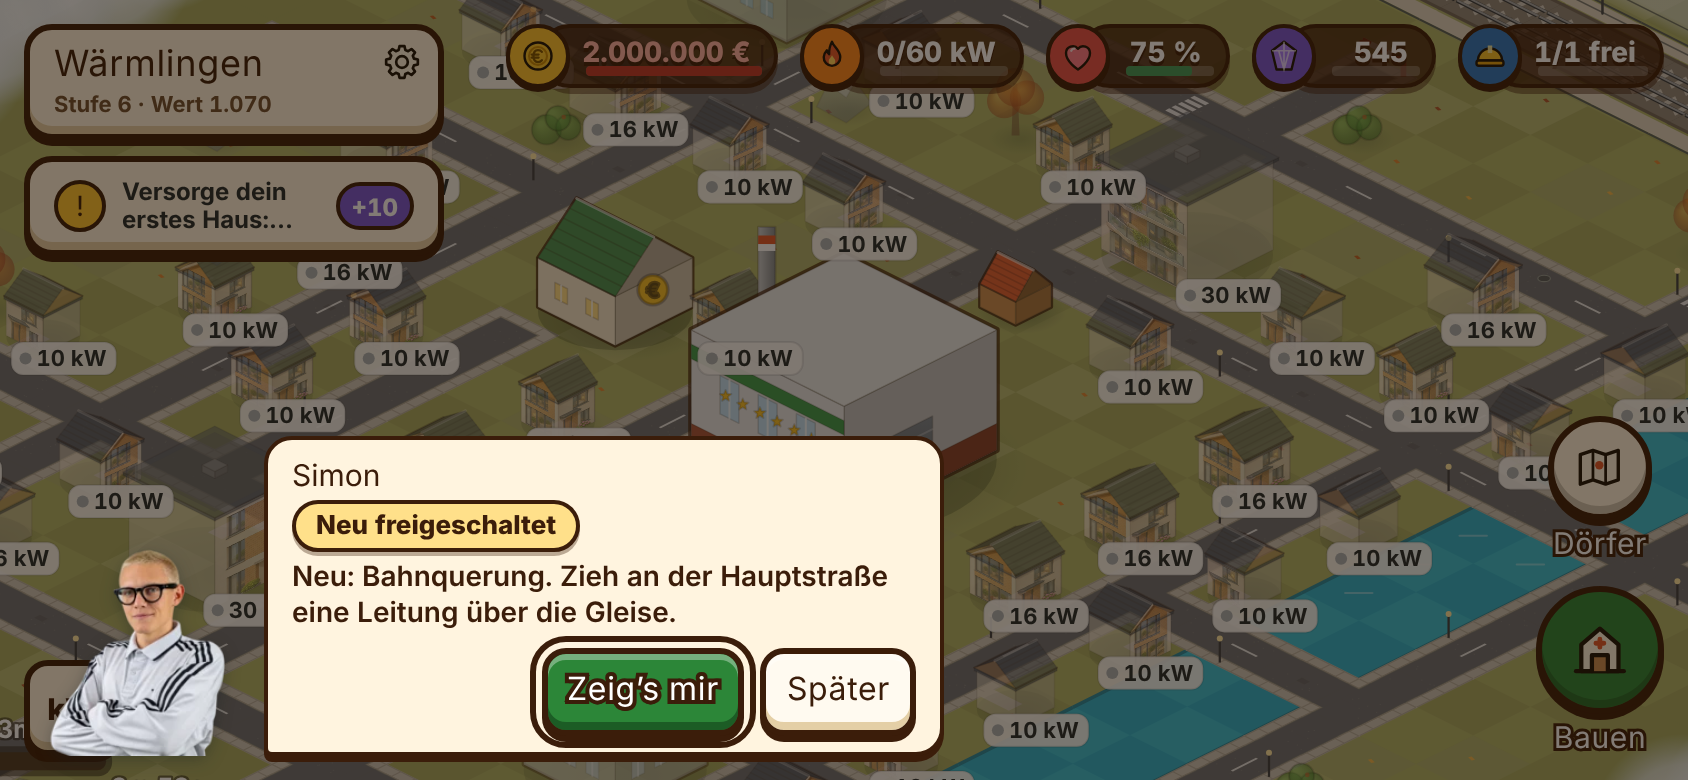 Wärmlingen
Stufe 6 · Wert 1.070
2.000.000 €
0/60 kW
75 %
545
1/1 frei
Versorge dein
erstes Haus:...
+10
10 kW
16 kW
10 kW
10 kW
10 kW
16 kW
30 kW
10 kW
16 kW
10 kW
10 kW
10 kW
10 kW
10 kW
10 kW
10 kW
10 kW
10 kW
16 kW
10 kW
16 kW
10 kW
16 kW
10 kW
10 kW
10 kW
30
Simon
Neu freigeschaltet
Neu: Bahnquerung. Zieh an der Hauptstraße
eine Leitung über die Gleise.
Zeig's mir
Später
Dörfer
Bauen